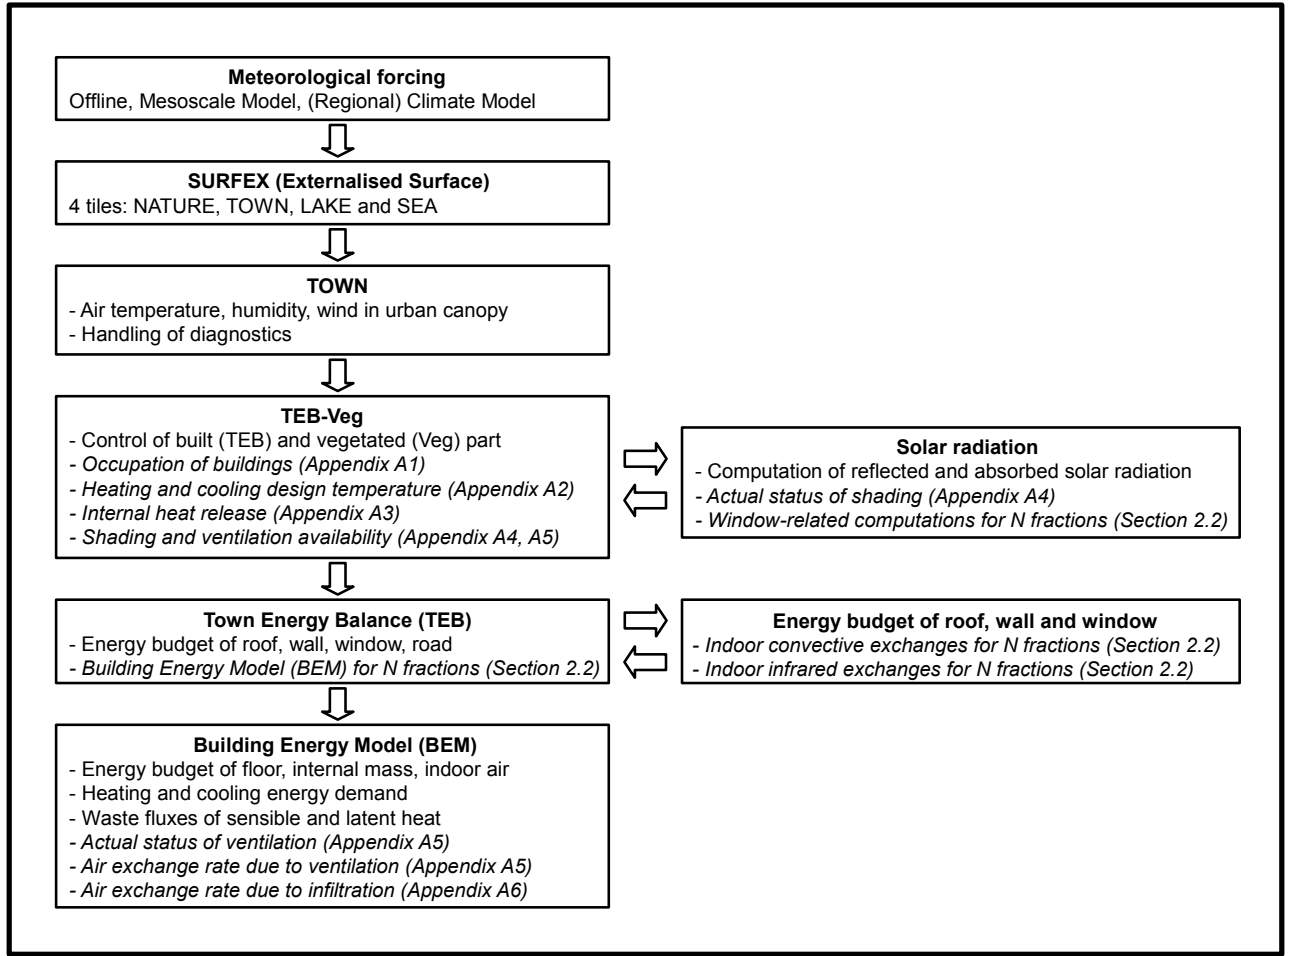 Meteorological forcing
Offline, Mesoscale Model, (Regional) Climate Model
SURFEX (Externalised Surface)
4 tiles: NATURE, TOWN, LAKE and SEA
TOWN
- Air temperature, humidity, wind in urban canopy
- Handling of diagnostics
TEB-Veg
- Control of built (TEB) and vegetated (Veg) part
- Occupation of buildings (Appendix A1)
- Heating and cooling design temperature (Appendix A2)
- Internal heat release (Appendix A3)
- Shading and ventilation availability (Appendix A4, A5)
Solar radiation
- Computation of reflected and absorbed solar radiation
- Actual status of shading (Appendix A4)
- Window-related computations for N fractions (Section 2.2)
Town Energy Balance (TEB)
- Energy budget of roof, wall, window, road
- Building Energy Model (BEM) for N fractions (Section 2.2)
Energy budget of roof, wall and window
- Indoor convective exchanges for N fractions (Section 2.2)
- Indoor infrared exchanges for N fractions (Section 2.2)
Building Energy Model (BEM)
- Energy budget of floor, internal mass, indoor air
- Heating and cooling energy demand
- Waste fluxes of sensible and latent heat
- Actual status of ventilation (Appendix A5)
- Air exchange rate due to ventilation (Appendix A5)
- Air exchange rate due to infiltration (Appendix A6)